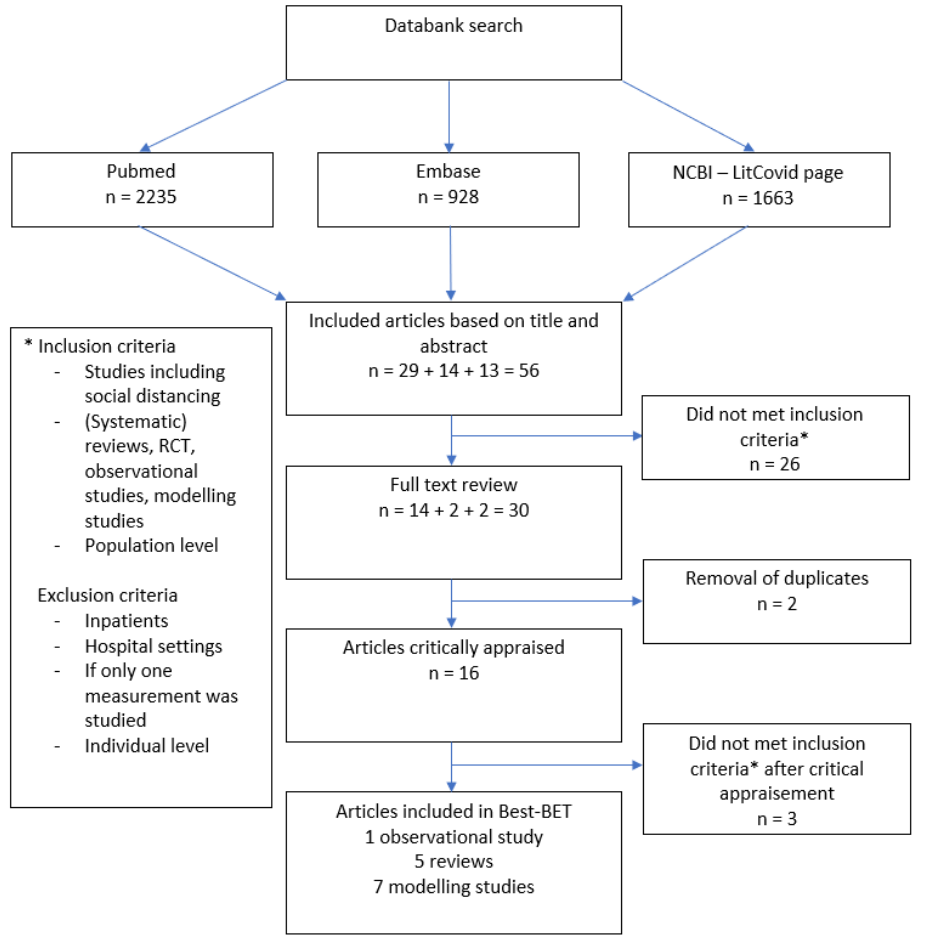 Databank search
Pubmed
n = 2235
Embase
n = 928
NCBI – LitCovid page
n = 1663
Included articles based on title and
abstract
n = 29 + 14 + 13 = 56
* Inclusion criteria
- Studies including
social distancing
- (Systematic)
reviews, RCT,
observational
studies, modelling
studies
- Population level
Exclusion criteria
- Inpatients
- Hospital settings
- If only one
measurement was
studied
- Individual level
Did not met inclusion
criteria*
n = 26
Full text review
n = 14 + 2 + 2 = 30
Removal of duplicates
n = 2
Articles critically appraised
n = 16
Did not met inclusion
criteria* after critical
appraisement
n = 3
Articles included in Best-BET
1 observational study
5 reviews
7 modelling studies